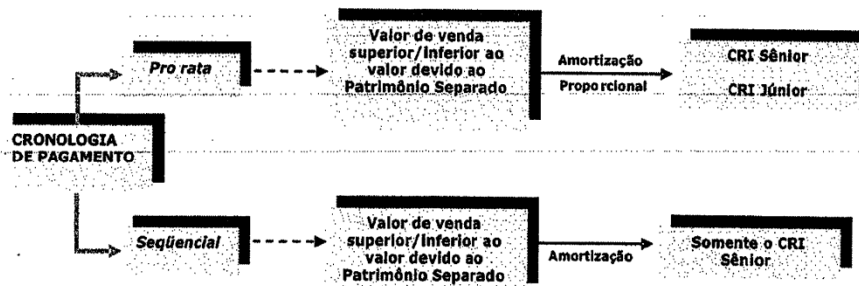 Pro rata
Valor de venda
superior/inferior ao
valor devido ao
Patrimônio Separado
Amortização
Proporcional
CRI Sênior
CRI Júnior
CRONOLOGIA
DE PAGAMENTO
Seqüencial
Valor de venda
superior/inferior ao
valor devido ao
Patrimônio Separado
Amortização
Somente o CRI
Sênior